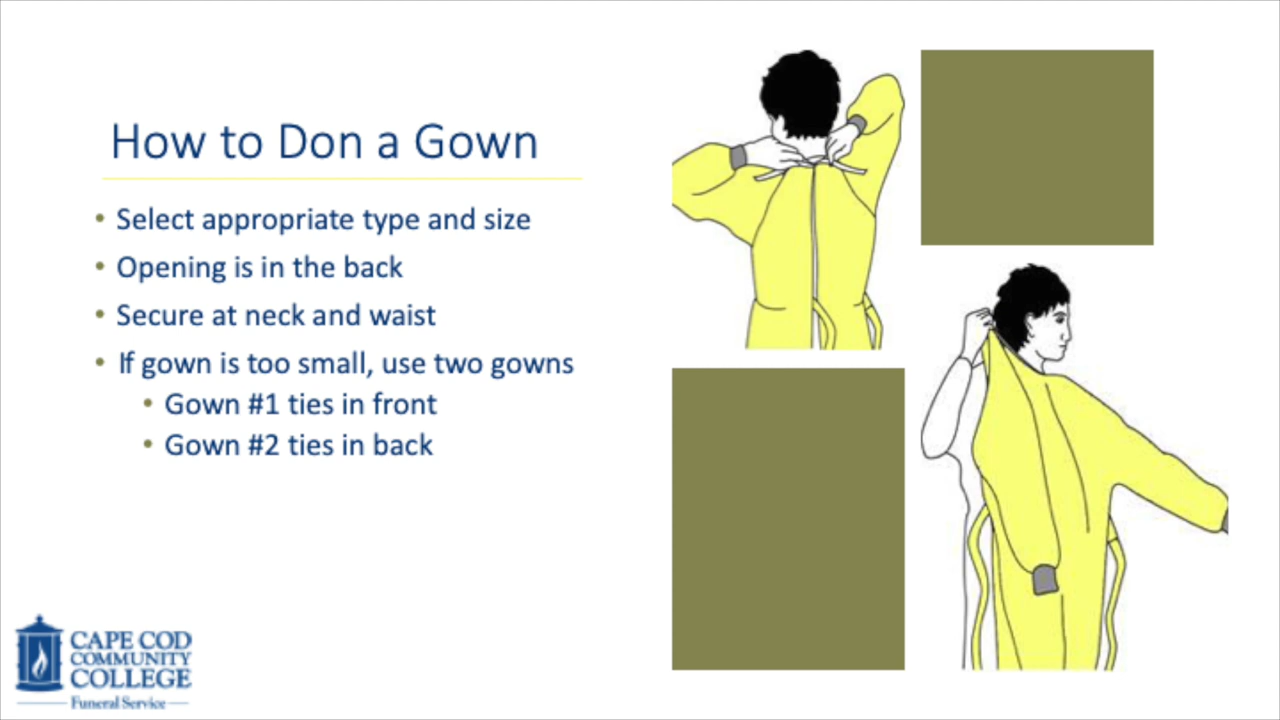 How to Don a Gown
• Select appropriate type and size
• Opening is in the back
• Secure at neck and waist
• If gown is too small, use two gowns
• Gown #1 ties in front
• Gown #2 ties in back
CAPE COD
COMMUNITY
COLLEGE
Funeral Service